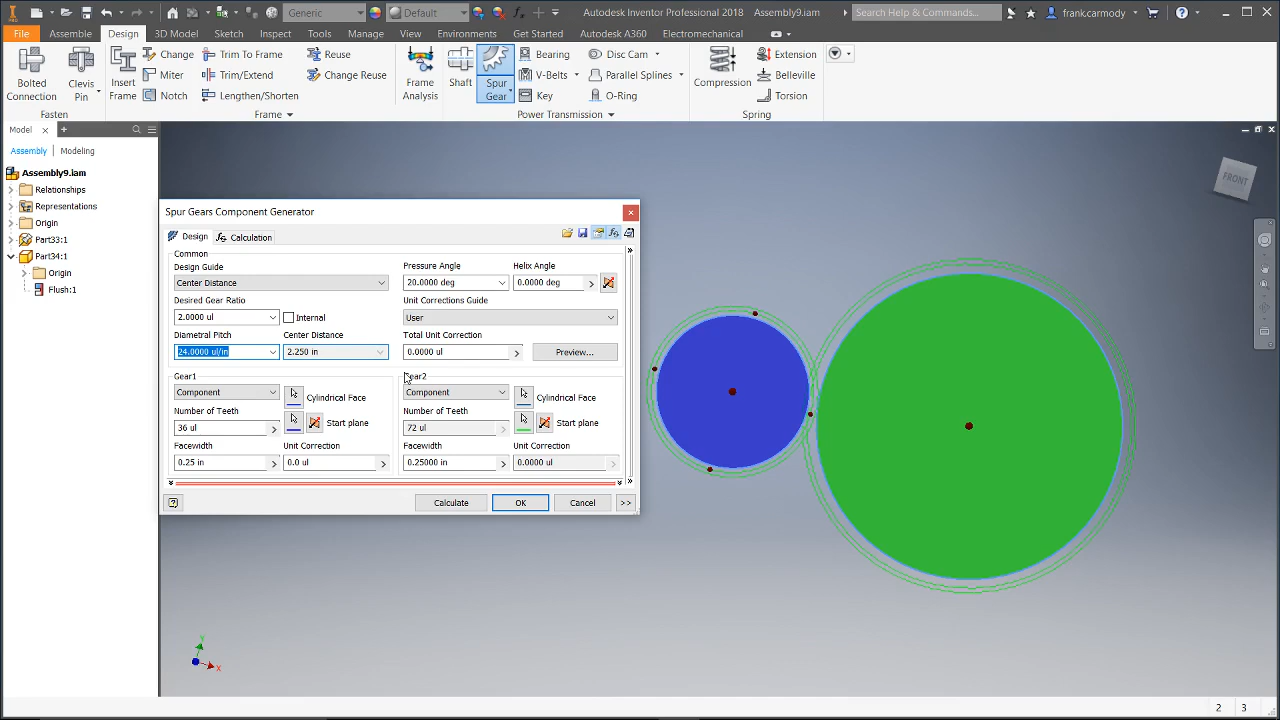 Generic
Default
Autodesk Inventor Professional 2018 Assembly9.iam
Search Help & Commands...
frank.carmody
File Assemble Design 3D Model Sketch Inspect Tools Manage View Environments Get Started Autodesk A360 Electromechanical
Bolted Connection
Clevis Pin
Insert Frame
Change
Miter
Notch
Trim To Frame
Trim/Extend
Lengthen/Shorten
Reuse
Change Reuse
Frame Analysis
Shaft
Spur Gear
Bearing
V-Belts
Key
Disc Cam
Parallel Splines
O-Ring
Compression
Extension
Belleville
Torsion
Fasten
Frame
Power Transmission
Spring
Model
Assembly Modeling
Assembly9.iam
Relationships
Representations
Origin
Part33:1
Part34:1
Origin
Flush:1
Spur Gears Component Generator
Design Calculation
Common
Design Guide
Center Distance
Pressure Angle
20.0000 deg
Helix Angle
0.0000 deg
Desired Gear Ratio
2.0000 ul
Internal
Unit Corrections Guide
User
Diametral Pitch
24.0000 ul/in
Center Distance
2.250 in
Total Unit Correction
0.0000 ul
Preview...
Gear1
Component
Cylindrical Face
Number of Teeth
36 ul
Start plane
Facewidth
0.25 in
Unit Correction
0.0 ul
Gear2
Component
Cylindrical Face
Number of Teeth
72 ul
Start plane
Facewidth
0.25000 in
Unit Correction
0.0000 ul
Calculate
OK
Cancel
>>
FRONT
Y
X
2 3